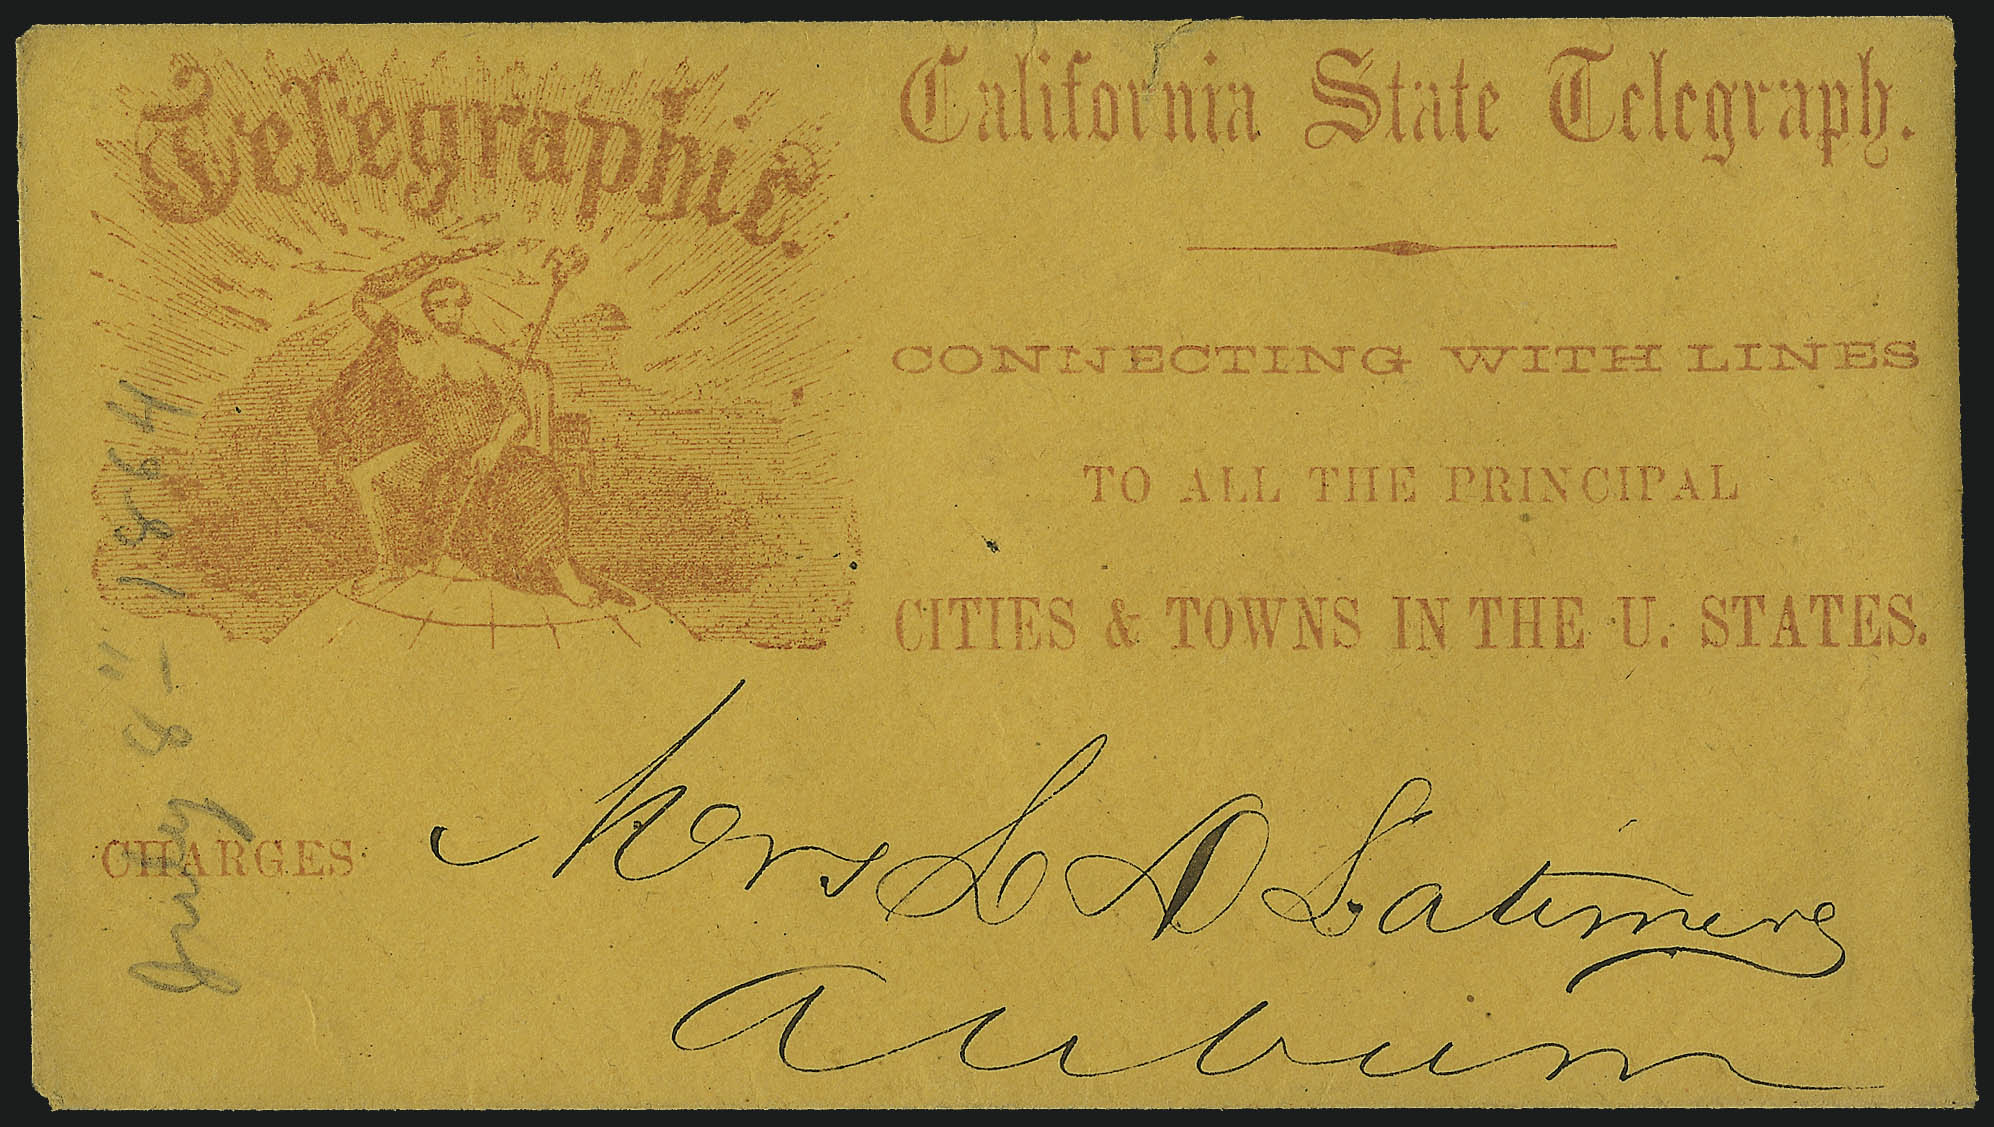 Telegraphic.
California State Telegraph.
CONNECTING WITH LINES
TO ALL THE PRINCIPAL
CITIES & TOWNS IN THE U. STATES.
CHARGES
Mrs L A Latimer
Auburn
July 8" - 1864